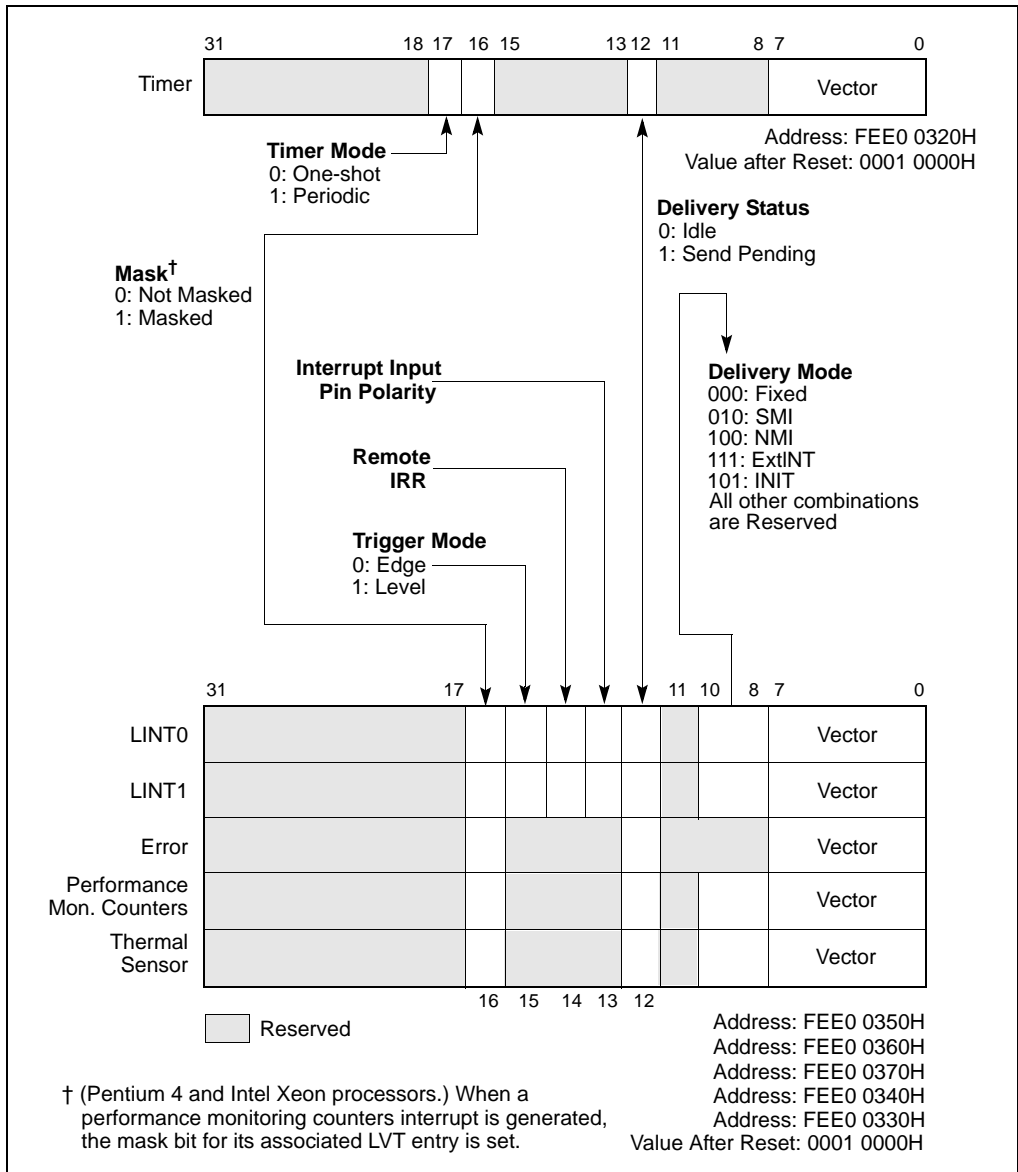 31 18 17 16 15 13 12 11 8 7 0
Timer
Vector
Address: FEE0 0320H
Value after Reset: 0001 0000H
Timer Mode
0: One-shot
1: Periodic
Delivery Status
0: Idle
1: Send Pending
Mask†
0: Not Masked
1: Masked
Interrupt Input
Pin Polarity
Delivery Mode
000: Fixed
010: SMI
100: NMI
111: ExtINT
101: INIT
All other combinations
are Reserved
Remote
IRR
Trigger Mode
0: Edge
1: Level
31 17 11 10 8 7 0
LINT0 Vector
LINT1 Vector
Error Vector
Performance
Mon. Counters
Vector
Thermal
Sensor
Vector
16 15 14 13 12
Reserved
Address: FEE0 0350H
Address: FEE0 0360H
Address: FEE0 0370H
Address: FEE0 0340H
Address: FEE0 0330H
Value After Reset: 0001 0000H
† (Pentium 4 and Intel Xeon processors.) When a
performance monitoring counters interrupt is generated,
the mask bit for its associated LVT entry is set.